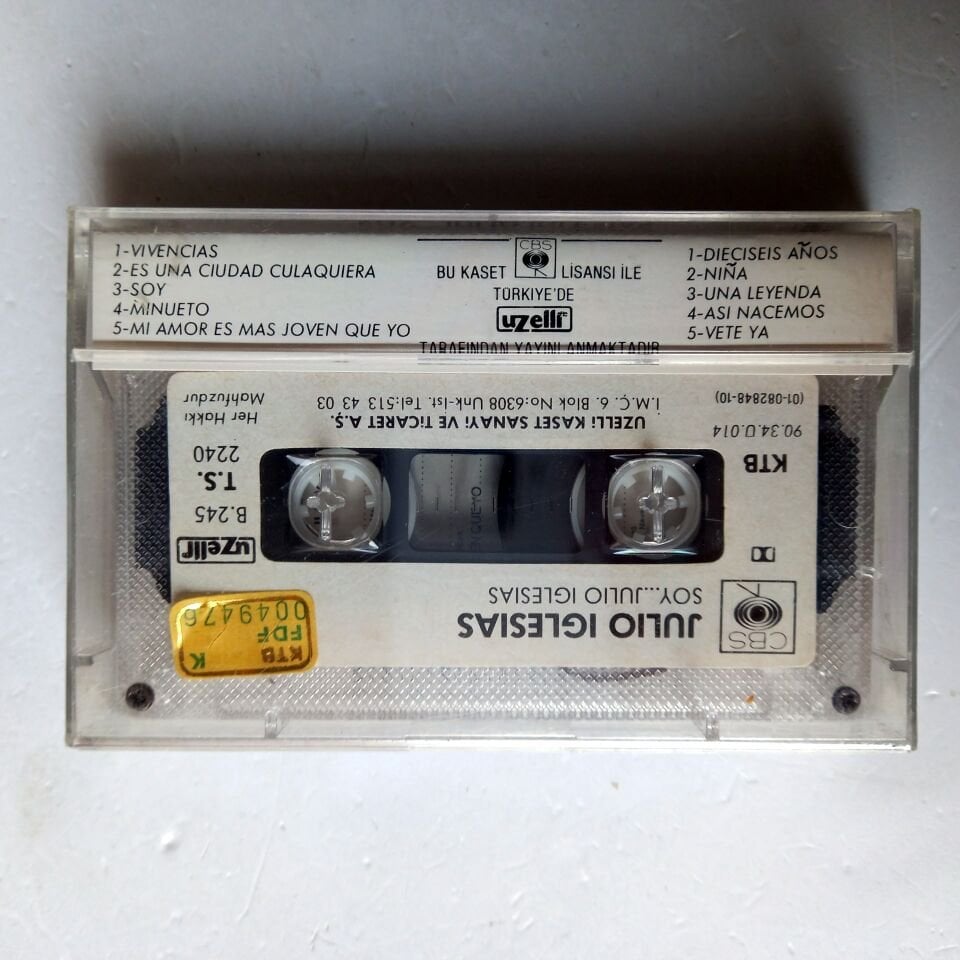 1-VIVENCIAS
2-ES UNA CIUDAD CULAQUIERA
3-SOY
4-MINUETO
5-MI AMOR ES MAS JOVEN QUE YO
CBS
BU KASET LİSANSI İLE
TÜRKİYE'DE
uzelli
TARAFINDAN YAYINLANMAKTADIR
1-DIECISEIS AÑOS
2-NIÑA
3-UNA LEYENDA
4-ASI NACEMOS
5-VETE YA
CBS
JULIO IGLESIAS
SOY...JULIO IGLESIAS
KTB
FDF K
0049476
uzelli
B.245
T.S.
2240
Her Hakkı
Mahfuzdur
KTB
90.34.Ü.014
(01-082848-10)
UZELLİ KASET SANAYİ VE TİCARET A.Ş.
İ.M.Ç. 6. Blok No:6308 Unk-İst. Tel:513 43 03